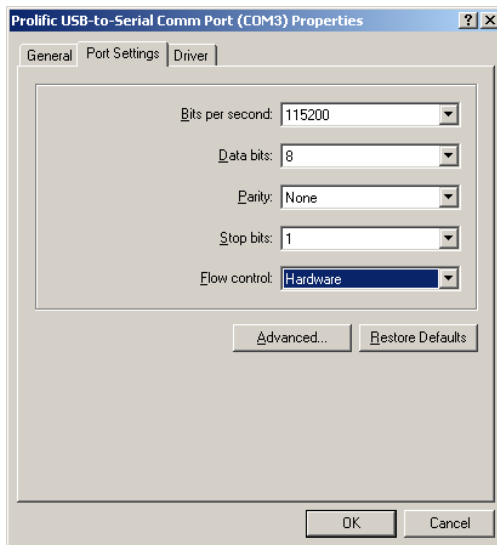 Prolific USB-to-Serial Comm Port (COM3) Properties ? X
General Port Settings Driver
Bits per second: 115200
Data bits: 8
Parity: None
Stop bits: 1
Flow control: Hardware
Advanced... Restore Defaults
OK Cancel